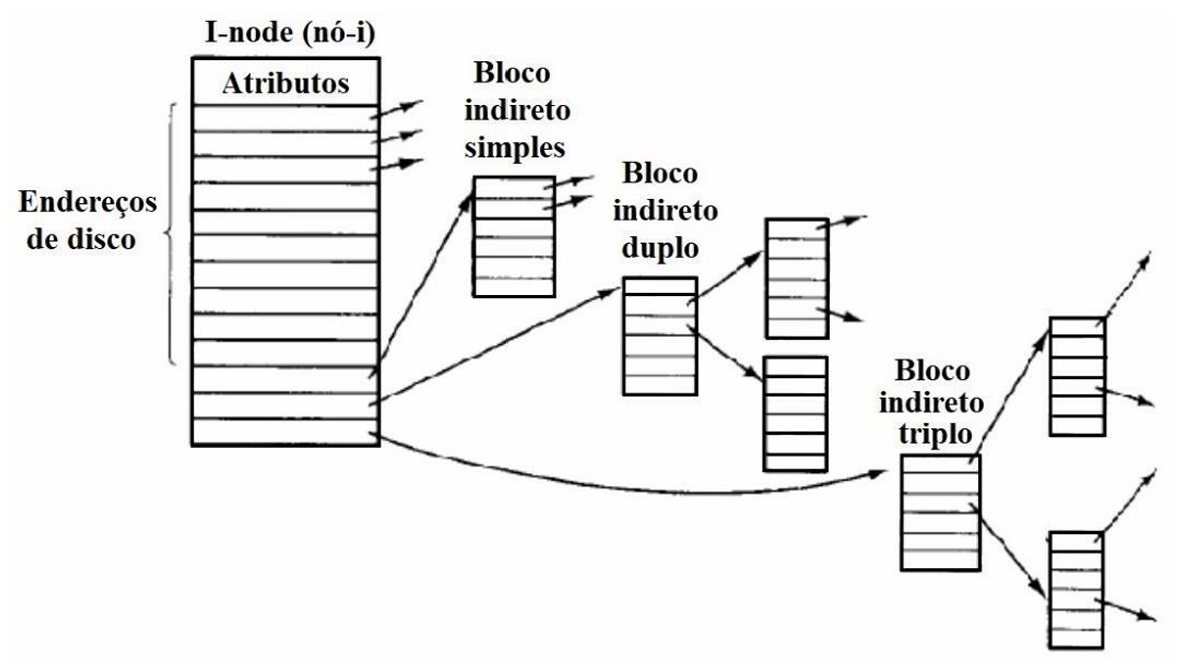 I-node (nó-i)
Atributos
Endereços
de disco
Bloco
indireto
simples
Bloco
indireto
duplo
Bloco
indireto
triplo